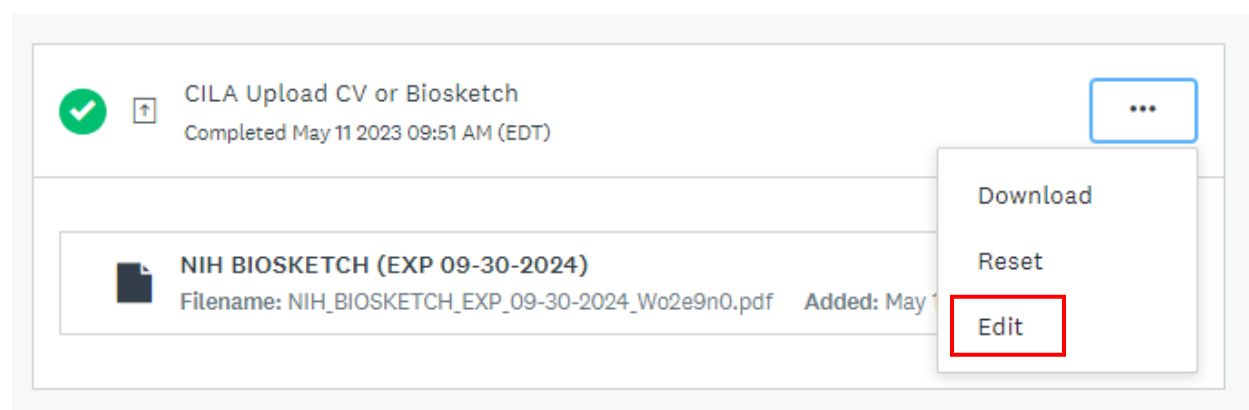 CILA Upload CV or Biosketch
Completed May 11 2023 09:51 AM (EDT)
•••
Download
Reset
Edit
NIH BIOSKETCH (EXP 09-30-2024)
Filename: NIH_BIOSKETCH_EXP_09-30-2024_Wo2e9n0.pdf Added: May